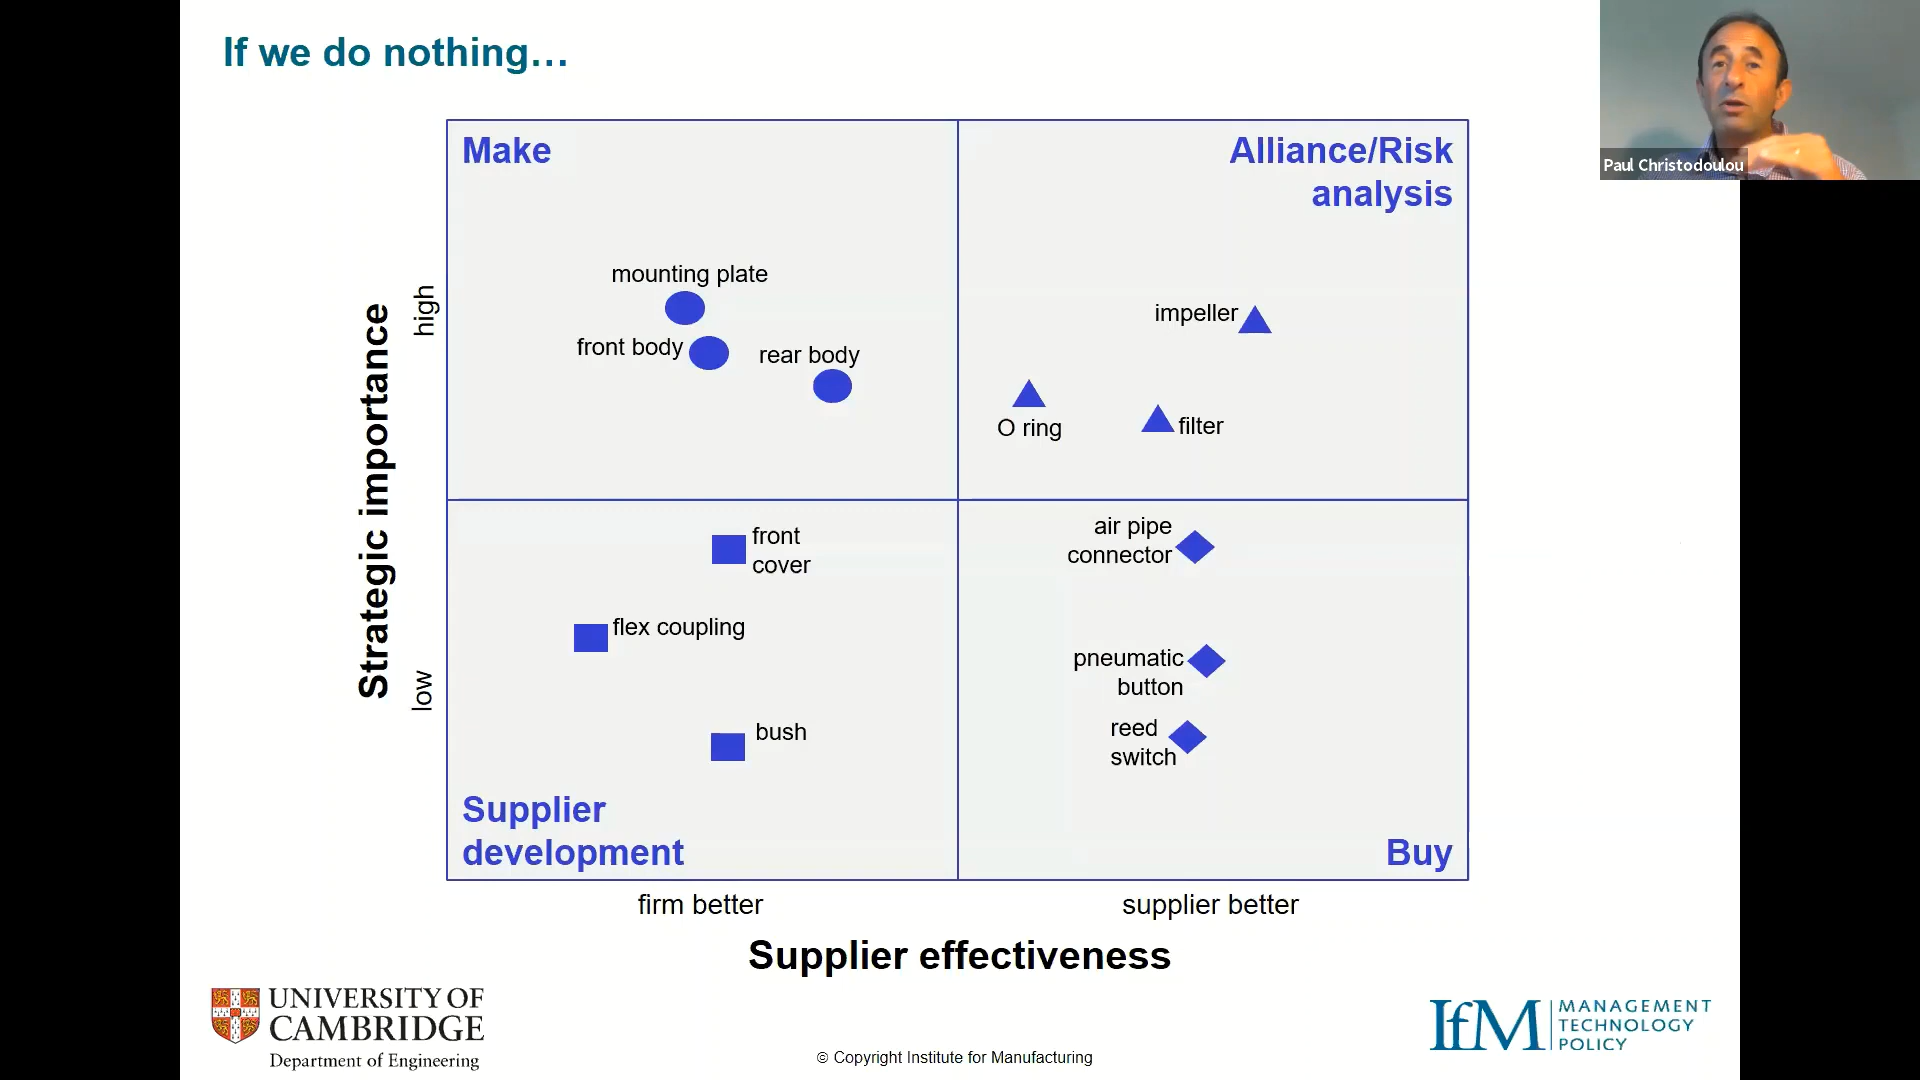 If we do nothing...
Paul Christodoulou
Make
Alliance/Risk
analysis
mounting plate
front body
rear body
impeller
O ring
filter
high
Strategic importance
low
front
cover
flex coupling
bush
air pipe
connector
pneumatic
button
reed
switch
Supplier
development
Buy
firm better
supplier better
Supplier effectiveness
UNIVERSITY OF
CAMBRIDGE
Department of Engineering
© Copyright Institute for Manufacturing
IfM
MANAGEMENT
TECHNOLOGY
POLICY